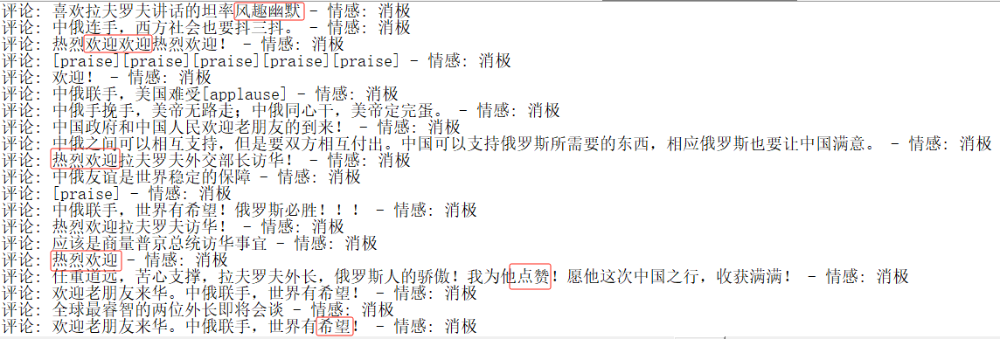 评论: 喜欢拉夫罗夫讲话的坦率风趣幽默 - 情感: 消极
评论: 中俄连手，西方社会也要抖三抖。 - 情感: 消极
评论: 热烈欢迎欢迎热烈欢迎！ - 情感: 消极
评论: [praise][praise][praise][praise][praise] - 情感: 消极
评论: 欢迎！ - 情感: 消极
评论: 中俄联手，美国难受[applause] - 情感: 消极
评论: 中俄手挽手，美帝无路走；中俄同心干，美帝定完蛋。 - 情感: 消极
评论: 中国政府和中国人民欢迎老朋友的到来！ - 情感: 消极
评论: 中俄之间可以相互支持，但是要双方相互付出。中国可以支持俄罗斯所需要的东西，相应俄罗斯也要让中国满意。 - 情感: 消极
评论: 热烈欢迎拉夫罗夫外交部长访华！ - 情感: 消极
评论: 中俄友谊是世界稳定的保障 - 情感: 消极
评论: [praise] - 情感: 消极
评论: 中俄联手，世界有希望！俄罗斯必胜！！！ - 情感: 消极
评论: 热烈欢迎拉夫罗夫访华！ - 情感: 消极
评论: 应该是商量普京总统访华事宜 - 情感: 消极
评论: 热烈欢迎 - 情感: 消极
评论: 任重道远，苦心支撑，拉夫罗夫外长，俄罗斯人的骄傲！我为他点赞！愿他这次中国之行，收获满满！ - 情感: 消极
评论: 欢迎老朋友来华。中俄联手，世界有希望！ - 情感: 消极
评论: 全球最睿智的两位外长即将会谈 - 情感: 消极
评论: 欢迎老朋友来华。中俄联手，世界有希望！ - 情感: 消极